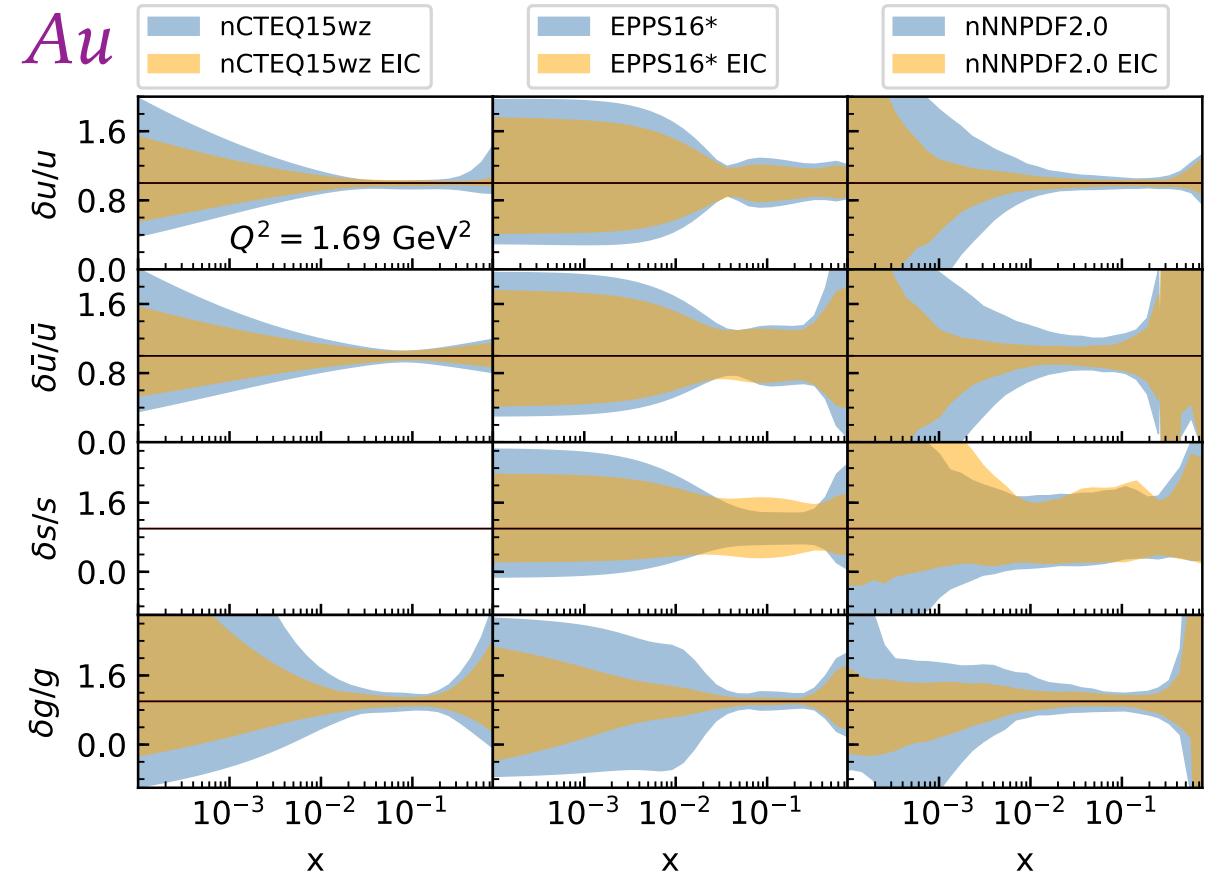 Au
nCTEQ15wz
nCTEQ15wz EIC
EPPS16*
EPPS16* EIC
nNNPDF2.0
nNNPDF2.0 EIC
δu/u
1.6
0.8
0.0
Q² = 1.69 GeV²
δū/ū
1.6
0.8
0.0
δs/s
1.6
0.0
δg/g
1.6
0.0
10⁻³ 10⁻² 10⁻¹ 10⁻³ 10⁻² 10⁻¹ 10⁻³ 10⁻² 10⁻¹
x x x